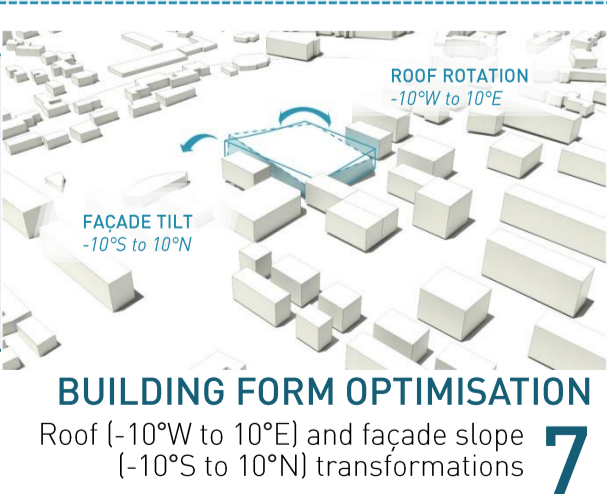 ROOF ROTATION
-10°W to 10°E
FAÇADE TILT
-10°S to 10°N
BUILDING FORM OPTIMISATION
Roof (-10°W to 10°E) and façade slope
(-10°S to 10°N) transformations
7